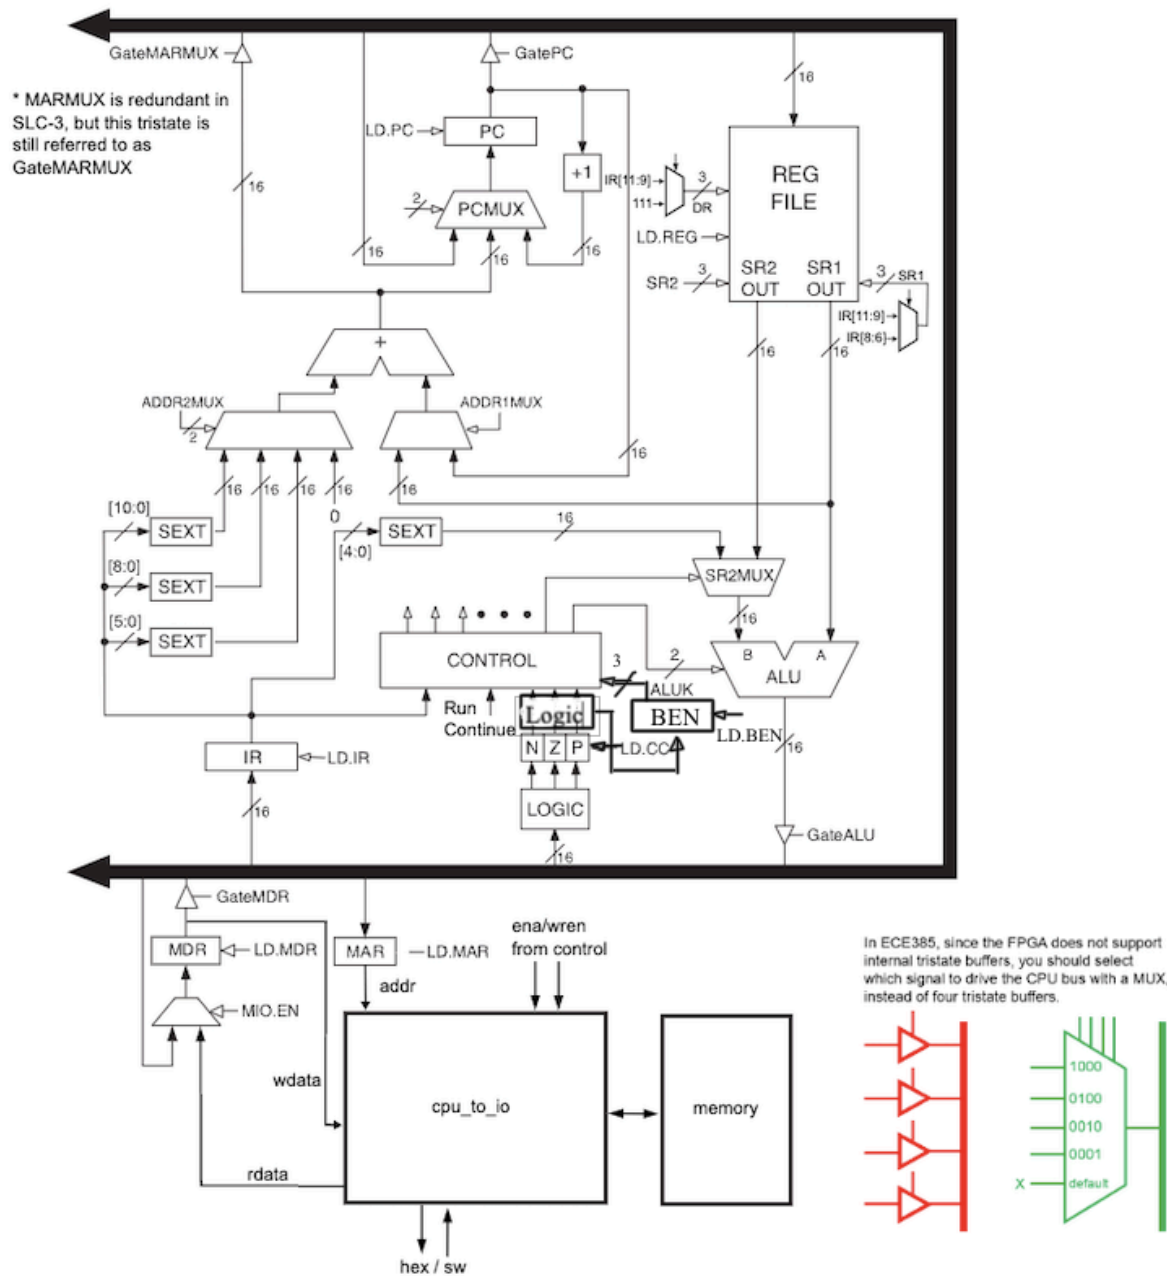 GateMARMUX
GatePC
* MARMUX is redundant in
SLC-3, but this tristate is
still referred to as
GateMARMUX
16
LD.PC
PC
+1
16
2
PCMUX
16
16
16
IR[11:9]
111
3
DR
REG
FILE
LD.REG
SR2
3
SR2
OUT
SR1
OUT
3
SR1
IR[11:9]
IR[8:6]
16
16
+
ADDR2MUX
2
ADDR1MUX
16
16
16
16
16
16
0
[10:0]
SEXT
[4:0]
SEXT
16
[8:0]
SEXT
[5:0]
SEXT
SR2MUX
16
B
A
ALU
CONTROL
3
2
ALUK
Run
Continue
Logic
BEN
LD.BEN
N
Z
P
LD.CC
16
IR
LD.IR
LOGIC
16
16
GateALU
GateMDR
MDR
LD.MDR
MAR
LD.MAR
addr
ena/wren
from control
MIO.EN
wdata
cpu_to_io
memory
rdata
hex / sw
In ECE385, since the FPGA does not support
internal tristate buffers, you should select
which signal to drive the CPU bus with a MUX,
instead of four tristate buffers.
1000
0100
0010
0001
X
default